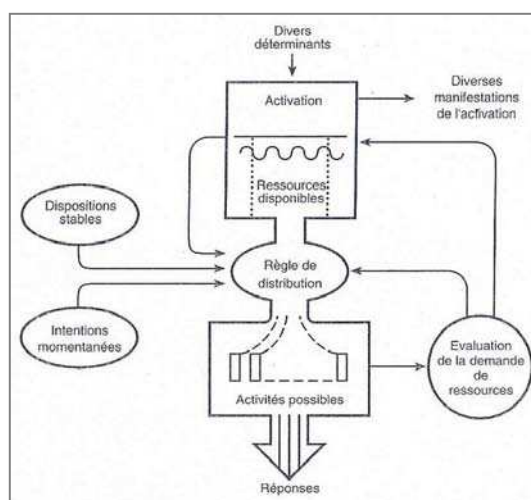 Divers
déterminants
Activation
Diverses
manifestations
de l'activation
Ressources
disponibles
Dispositions
stables
Règle de
distribution
Intentions
momentanées
Evaluation
de la demande
de
ressources
Activités possibles
Réponses